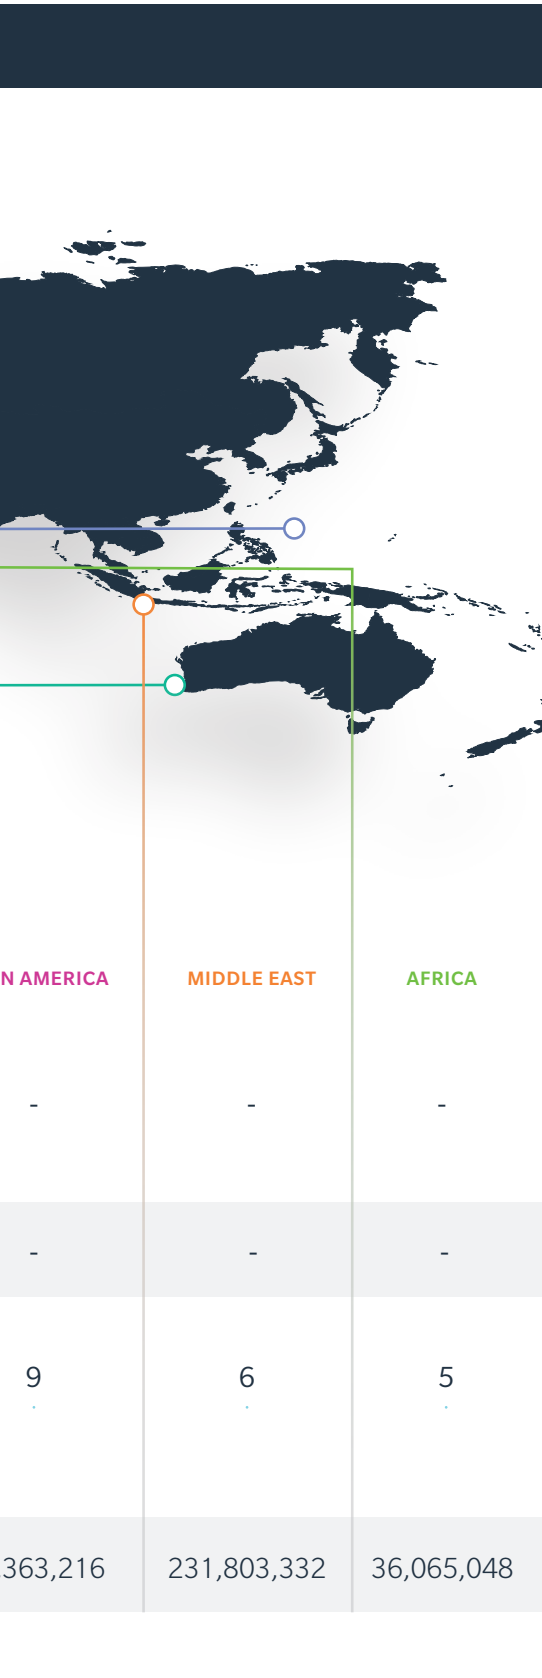 N AMERICA MIDDLE EAST AFRICA
- - -
- - -
9 6 5
363,216 231,803,332 36,065,048